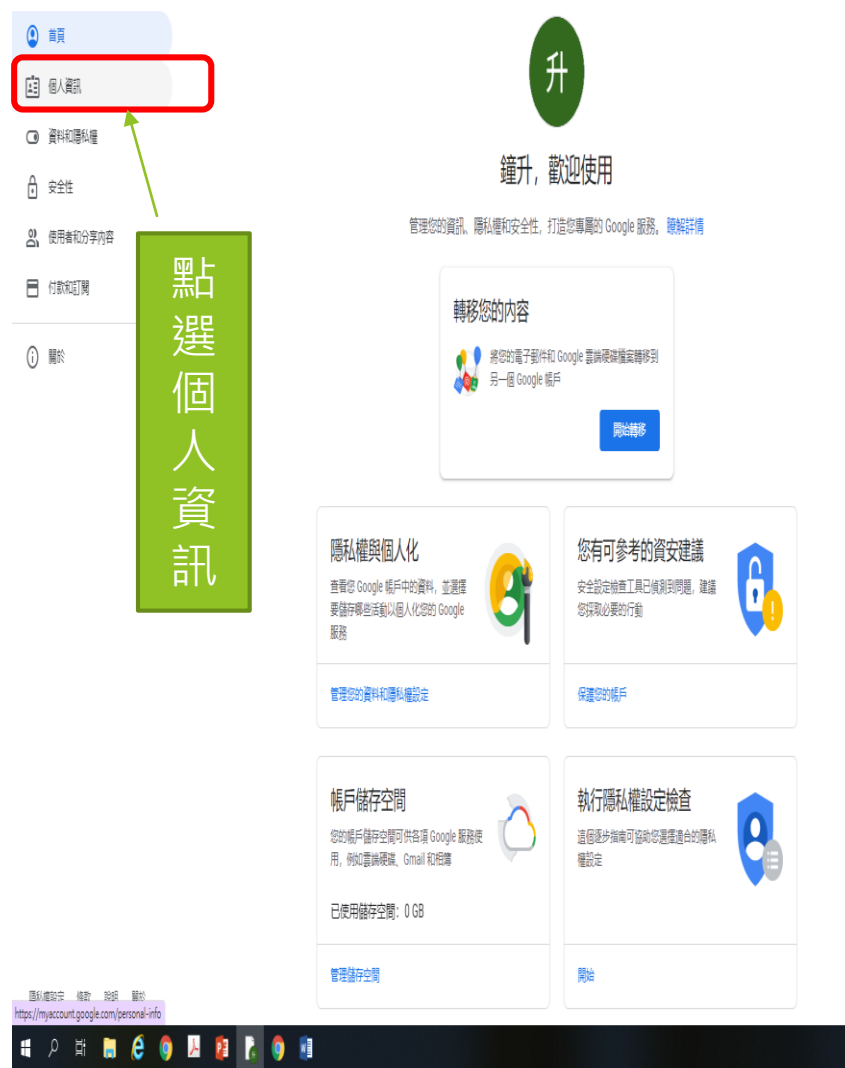 首頁
個人資訊
資料和隱私權
安全性
使用者和分享內容
付款和訂閱
關於
點選個人資訊
升
鐘升，歡迎使用
管理您的資訊、隱私權和安全性，打造您專屬的 Google 服務。瞭解詳情
轉移您的內容
將您的電子郵件和 Google 雲端硬碟檔案轉移到
另一個 Google 帳戶
開始轉移
隱私權與個人化
查看您 Google 帳戶中的資料，並選擇
要儲存哪些活動以個人化您的 Google
服務
管理您的資料和隱私權設定
您有可參考的資安建議
安全設定檢查工具已偵測到問題，建議
您採取必要的行動
保護您的帳戶
帳戶儲存空間
您的帳戶儲存空間可供各項 Google 服務使
用，例如雲端硬碟、Gmail 和相簿
已使用儲存空間：0 GB
管理儲存空間
執行隱私權設定檢查
這個逐步指南可協助您選擇適合的隱私
權設定
開始
隱私權設定 條款 說明 關於
https://myaccount.google.com/personal-info